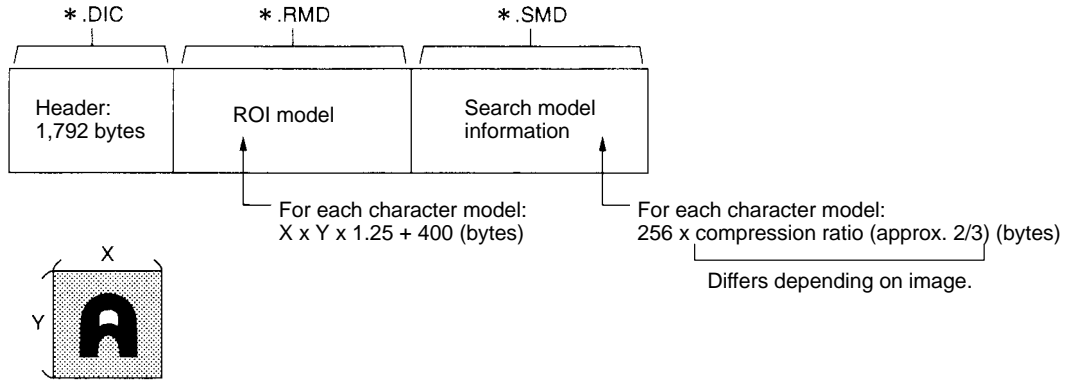 *.DIC
*.RMD
*.SMD
Header:
1,792 bytes
ROI model
Search model
information
For each character model:
X x Y x 1.25 + 400 (bytes)
For each character model:
256 x compression ratio (approx. 2/3) (bytes)
Differs depending on image.
X
Y
A